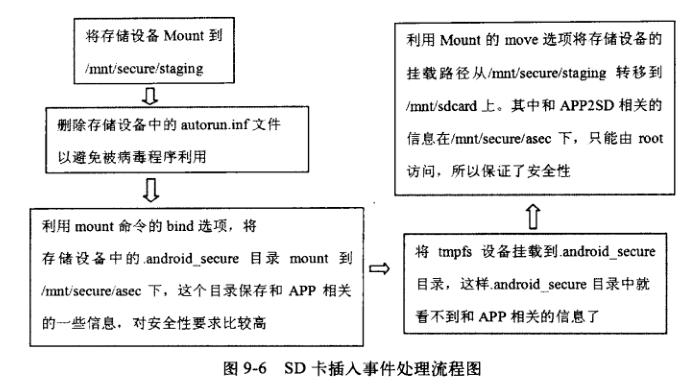 将存储设备 Mount 到
/mnt/secure/staging
删除存储设备中的 autorun.inf 文件
以避免被病毒程序利用
利用 mount 命令的 bind 选项，将
存储设备中的.android_secure 目录 mount 到
/mnt/secure/asec 下，这个目录保存和 APP 相关
的一些信息，对安全性要求比较高
将 tmpfs 设备挂载到.android_secure
目录，这样.android_secure 目录中就
看不到和 APP 相关的信息了
利用 Mount 的 move 选项将存储设备的
挂载路径从/mnt/secure/staging 转移到
/mnt/sdcard 上。其中和 APP2SD 相关的
信息在/mnt/secure/asec 下，只能由 root
访问，所以保证了安全性
图 9-6 SD 卡插入事件处理流程图